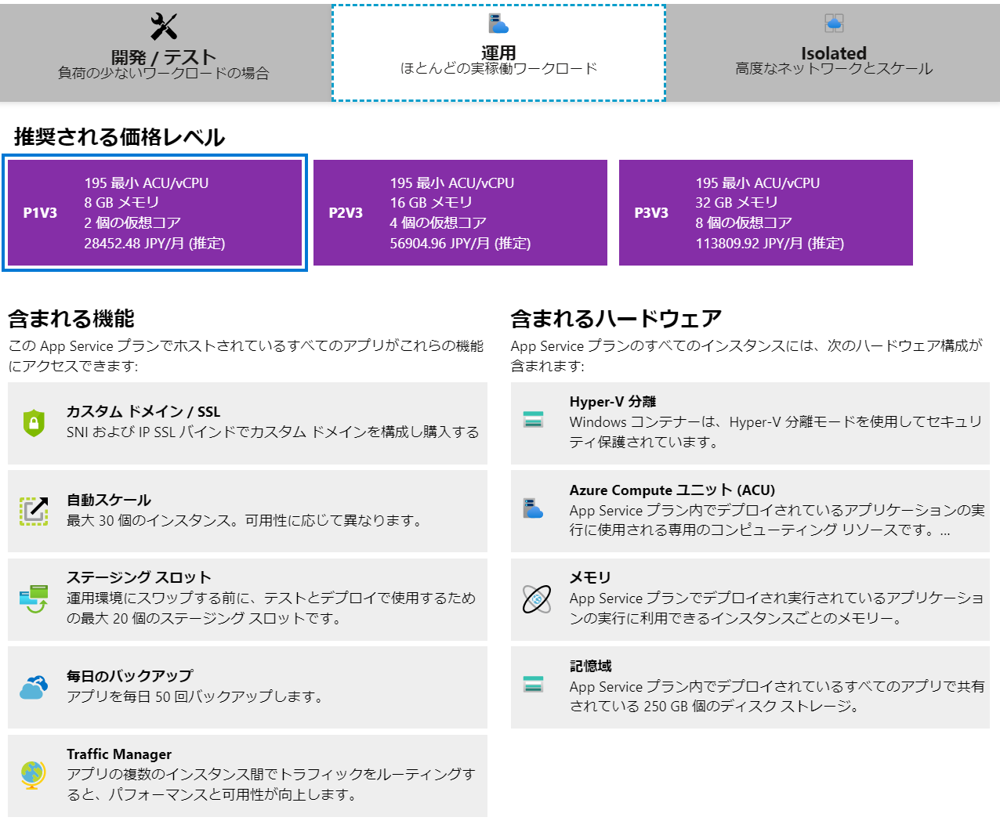 開発 / テスト
負荷の少ないワークロードの場合
運用
ほとんどの実稼働ワークロード
Isolated
高度なネットワークとスケール
推奨される価格レベル
P1V3
195 最小 ACU/vCPU
8 GB メモリ
2 個の仮想コア
28452.48 JPY/月 (推定)
P2V3
195 最小 ACU/vCPU
16 GB メモリ
4 個の仮想コア
56904.96 JPY/月 (推定)
P3V3
195 最小 ACU/vCPU
32 GB メモリ
8 個の仮想コア
113809.92 JPY/月 (推定)
含まれる機能
この App Service プランでホストされているすべてのアプリがこれらの機能
にアクセスできます:
カスタム ドメイン / SSL
SNI および IP SSL バインドでカスタム ドメインを構成し購入する
自動スケール
最大 30 個のインスタンス。可用性に応じて異なります。
ステージング スロット
運用環境にスワップする前に、テストとデプロイで使用するため
の最大 20 個のステージング スロットです。
毎日のバックアップ
アプリを毎日 50 回バックアップします。
Traffic Manager
アプリの複数のインスタンス間でトラフィックをルーティングす
ると、パフォーマンスと可用性が向上します。
含まれるハードウェア
App Service プランのすべてのインスタンスには、次のハードウェア構成が
含まれます:
Hyper-V 分離
Windows コンテナーは、Hyper-V 分離モードを使用してセキュリ
ティ保護されています。
Azure Compute ユニット (ACU)
App Service プラン内でデプロイされているアプリケーションの実
行に使用される専用のコンピューティング リソースです。...
メモリ
App Service プランでデプロイされ実行されているアプリケーショ
ンの実行に利用できるインスタンスごとのメモリー。
記憶域
App Service プラン内でデプロイされているすべてのアプリで共有
されている 250 GB 個のディスク ストレージ。